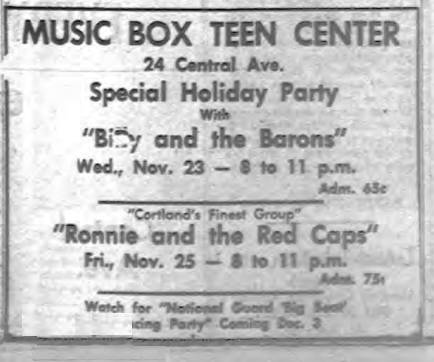 MUSIC BOX TEEN CENTER
24 Central Ave.
Special Holiday Party
With
"Billy and the Barons"
Wed., Nov. 23 — 8 to 11 p.m.
Adm. 65c
"Cortland's Finest Group"
"Ronnie and the Red Caps"
Fri., Nov. 25 — 8 to 11 p.m.
Adm. 75c
Watch for "National Guard 'Big Beat'
Party" Coming Dec. 3